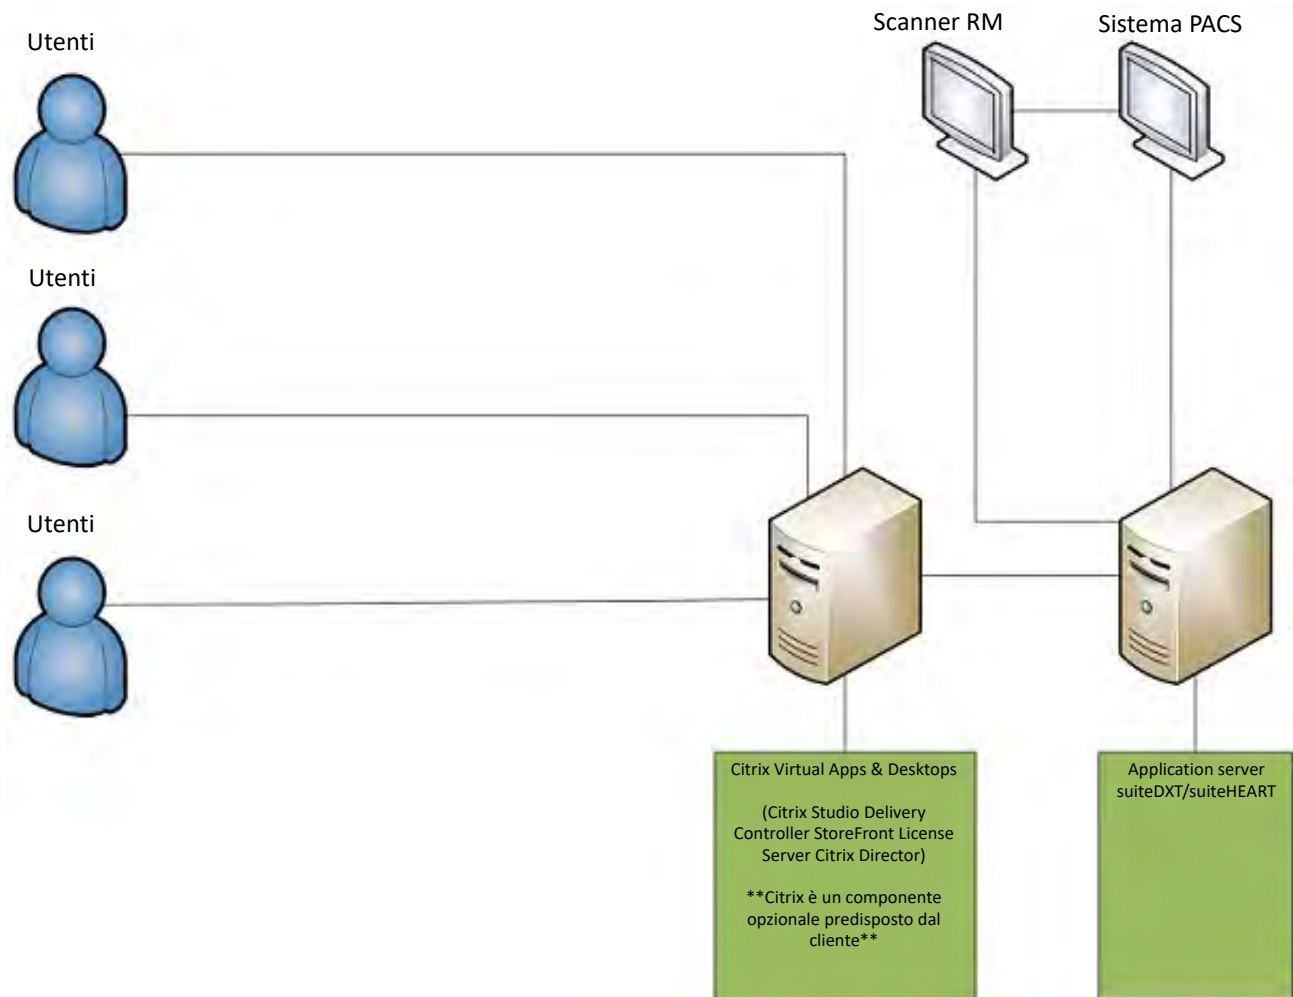 Scanner RM
Sistema PACS
Utenti
Utenti
Utenti
Citrix Virtual Apps & Desktops
(Citrix Studio Delivery
Controller StoreFront License
Server Citrix Director)
**Citrix è un componente
opzionale predisposto dal
cliente**
Application server
suiteDXT/suiteHEART